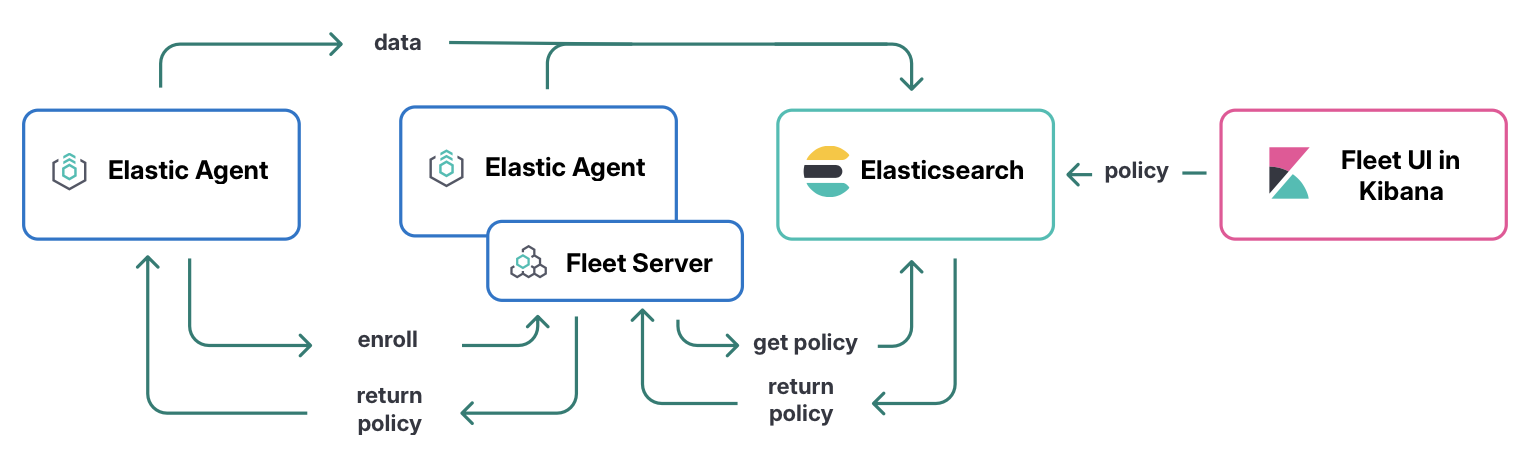 data
Elastic Agent
Elastic Agent
Elasticsearch
policy
Fleet UI in
Kibana
Fleet Server
enroll
get policy
return
policy
return
policy